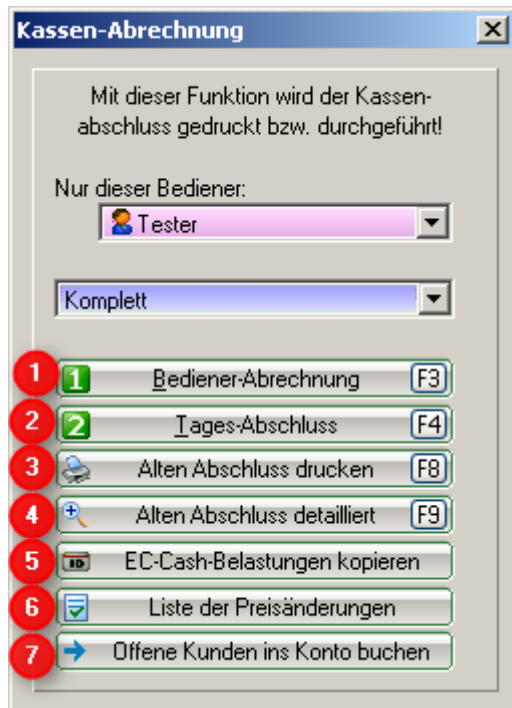 Kassen-Abrechnung
Mit dieser Funktion wird der Kassen-
abschluss gedruckt bzw. durchgeführt!
Nur dieser Bediener:
Tester
Komplett
1 1 Bediener-Abrechnung F3
2 2 Tages-Abschluss F4
3 Alten Abschluss drucken F8
4 Alten Abschluss detailliert F9
5 EC-Cash-Belastungen kopieren
6 Liste der Preisänderungen
7 Offene Kunden ins Konto buchen